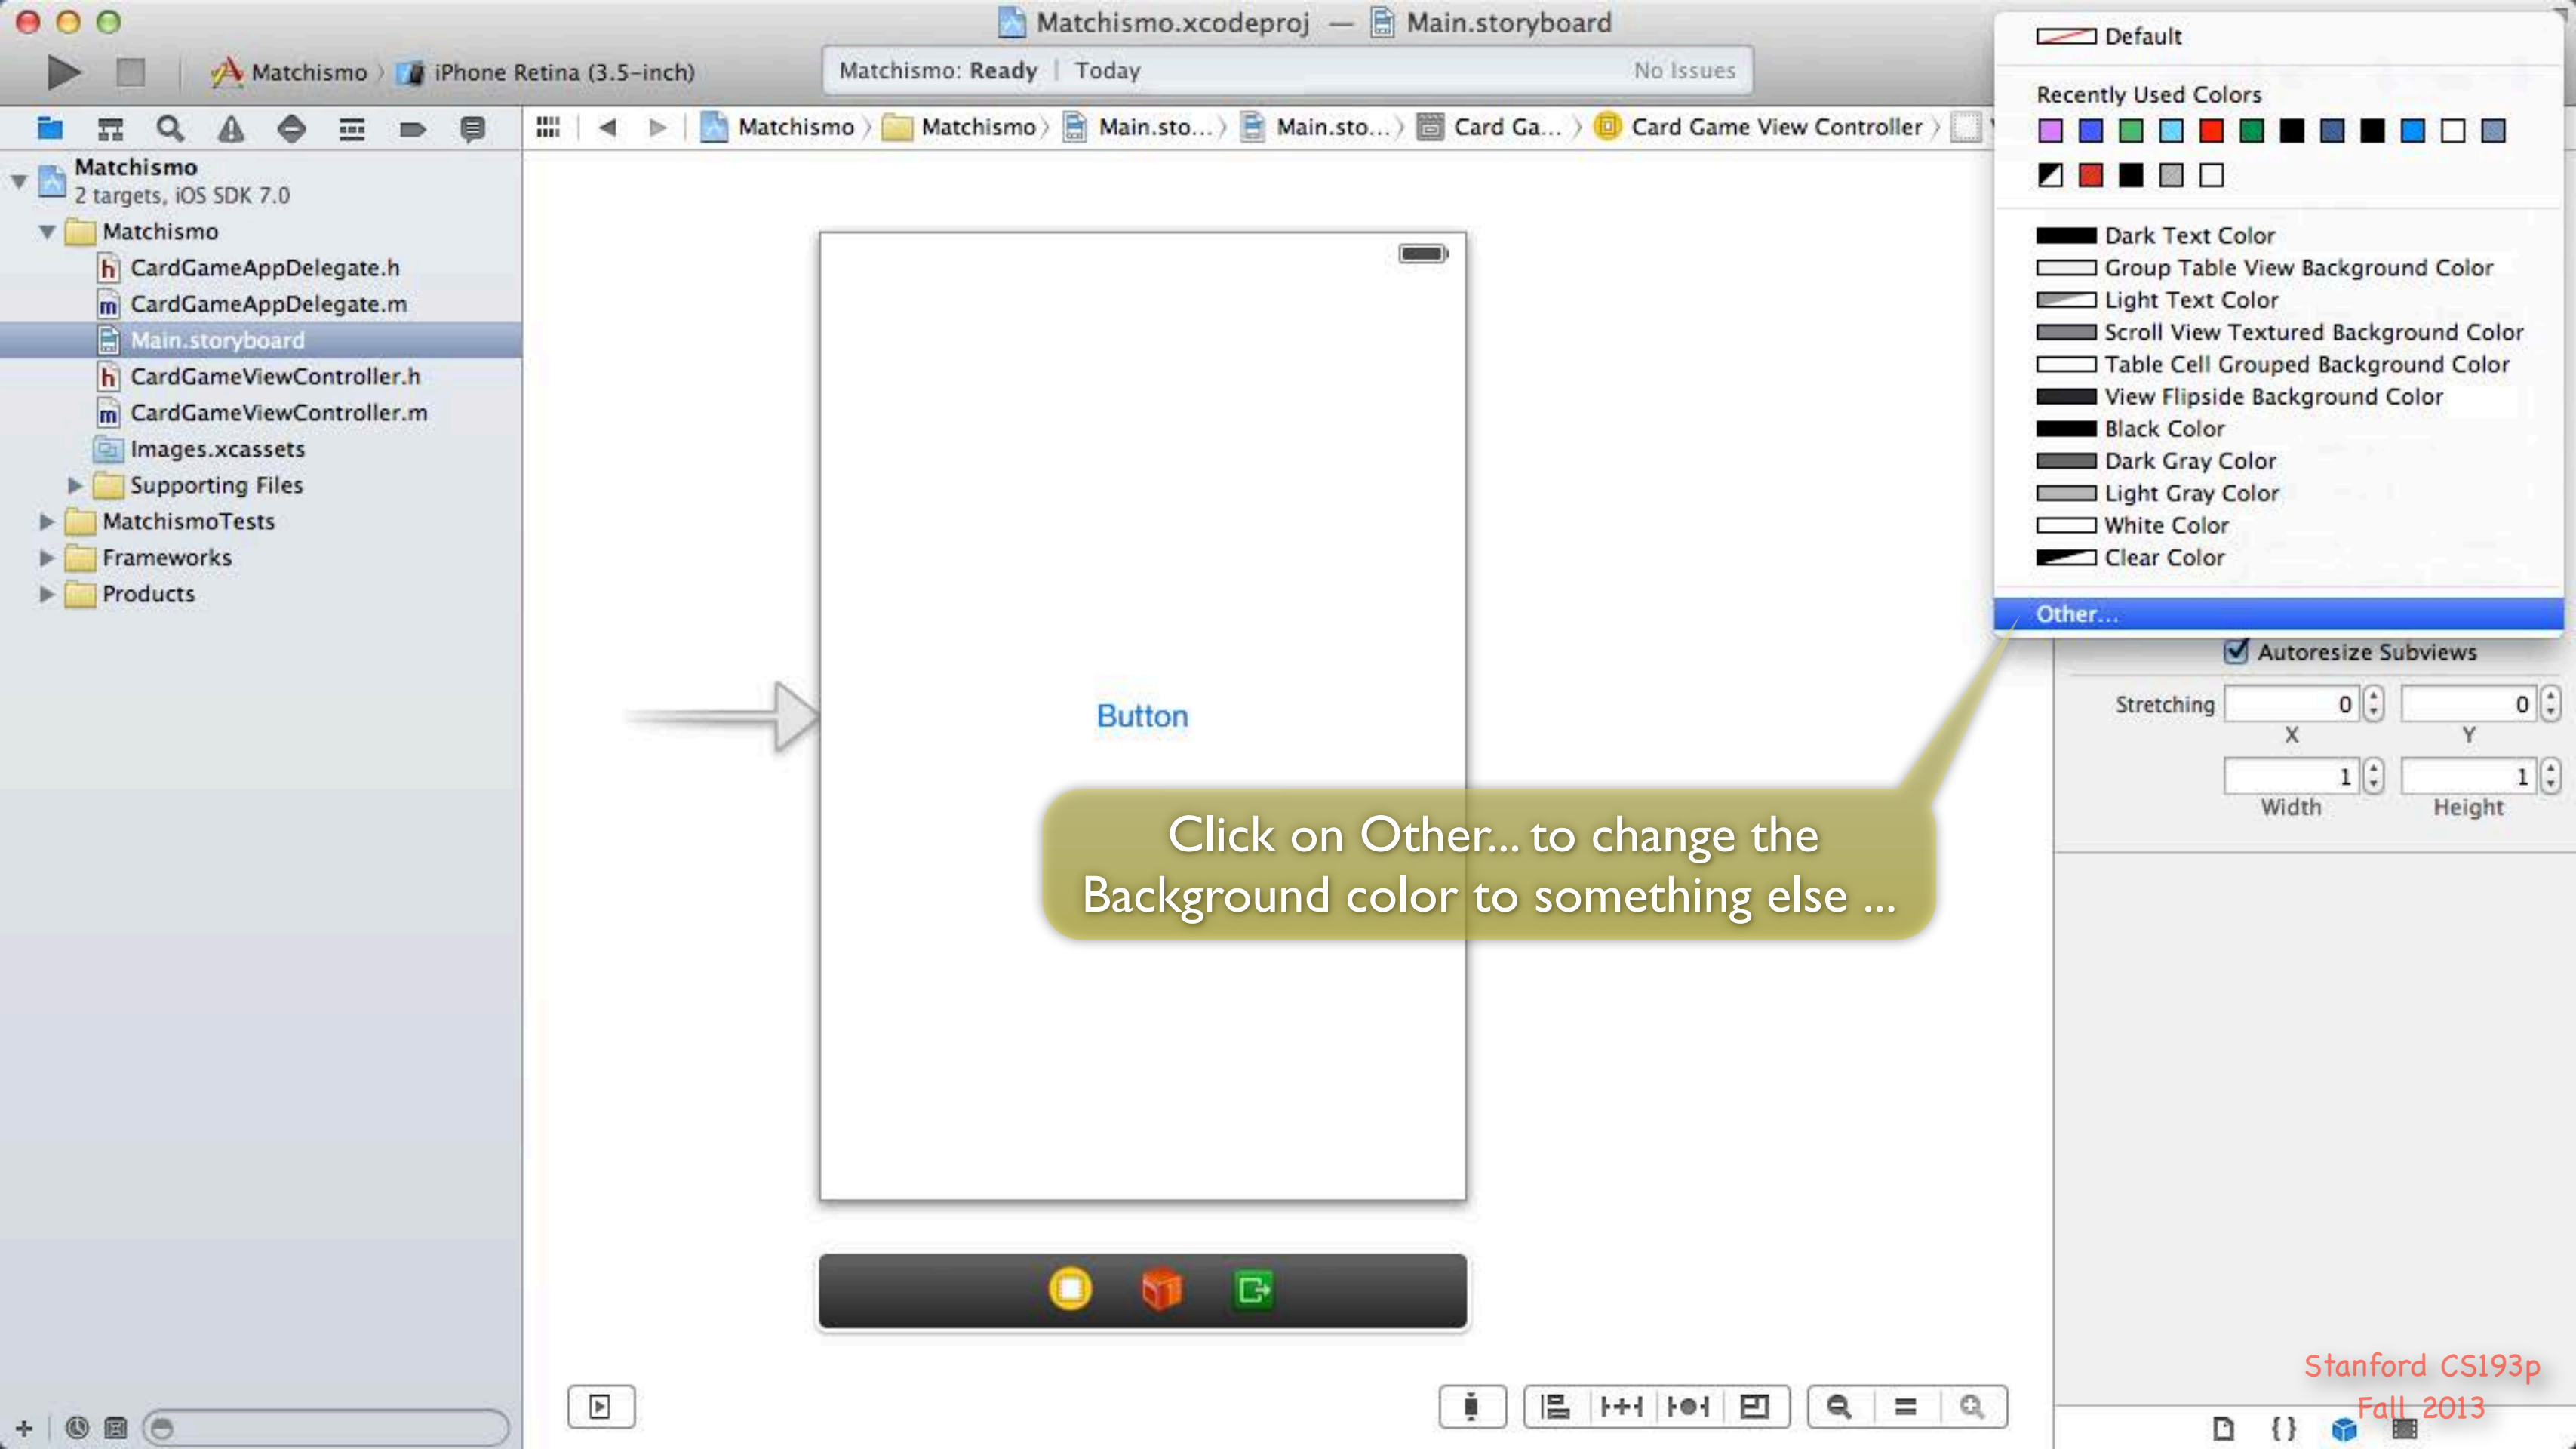 Matchismo.xcodeproj — Main.storyboard
Matchismo 〉 iPhone Retina (3.5-inch)
Matchismo: Ready | Today
No Issues
Matchismo 〉 Matchismo 〉 Main.sto... 〉 Main.sto... 〉 Card Ga... 〉 Card Game View Controller 〉
Matchismo
2 targets, iOS SDK 7.0
Matchismo
CardGameAppDelegate.h
CardGameAppDelegate.m
Main.storyboard
CardGameViewController.h
CardGameViewController.m
Images.xcassets
Supporting Files
MatchismoTests
Frameworks
Products
Button
Click on Other... to change the
Background color to something else ...
Default
Recently Used Colors
Dark Text Color
Group Table View Background Color
Light Text Color
Scroll View Textured Background Color
Table Cell Grouped Background Color
View Flipside Background Color
Black Color
Dark Gray Color
Light Gray Color
White Color
Clear Color
Other...
Autoresize Subviews
Stretching 0 0
X Y
1 1
Width Height
Stanford CS193p
Fall 2013